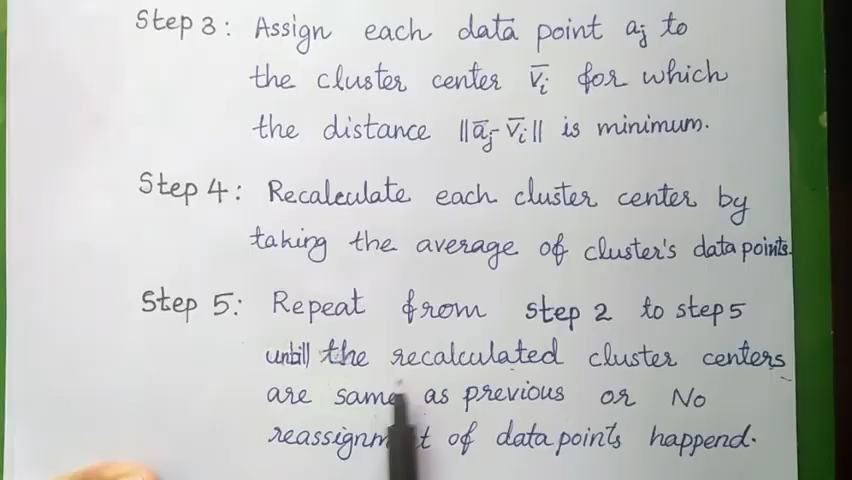 Step 3: Assign each data point aj to
the cluster center v̅i for which
the distance ||a̅j - v̅i|| is minimum.
Step 4: Recalculate each cluster center by
taking the average of cluster's data points.
Step 5: Repeat from step 2 to step 5
untill the recalculated cluster centers
are same as previous or No
reassignment of data points happend.